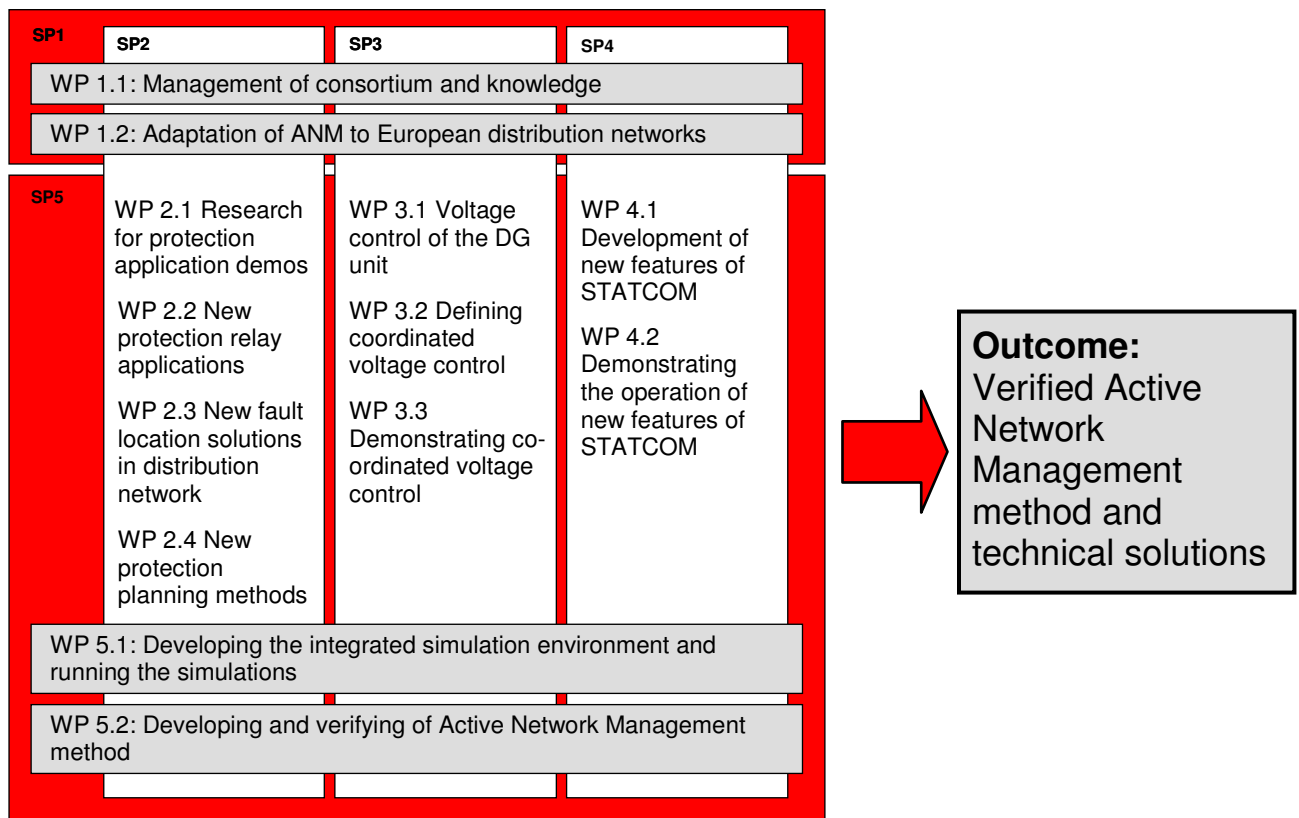 SP1
SP2
SP3
SP4
WP 1.1: Management of consortium and knowledge
WP 1.2: Adaptation of ANM to European distribution networks
SP5
WP 2.1 Research
for protection
application demos
WP 2.2 New
protection relay
applications
WP 2.3 New fault
location solutions
in distribution
network
WP 2.4 New
protection
planning methods
WP 3.1 Voltage
control of the DG
unit
WP 3.2 Defining
coordinated
voltage control
WP 3.3
Demonstrating co-
ordinated voltage
control
WP 4.1
Development of
new features of
STATCOM
WP 4.2
Demonstrating
the operation of
new features of
STATCOM
WP 5.1: Developing the integrated simulation environment and
running the simulations
WP 5.2: Developing and verifying of Active Network Management
method
Outcome:
Verified Active
Network
Management
method and
technical solutions